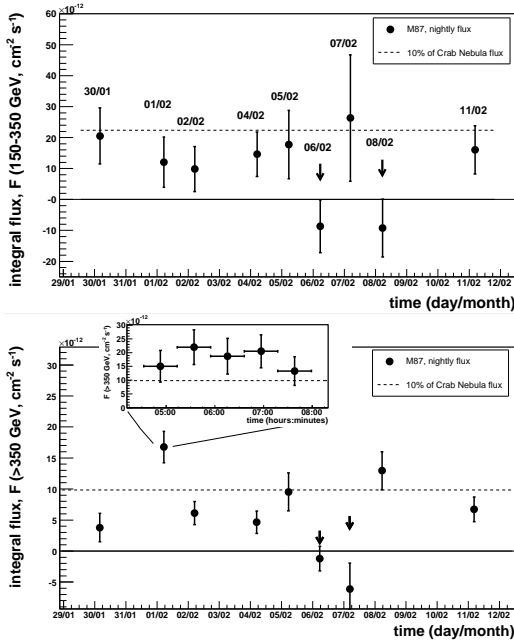 ×10⁻¹²
60
50
40
30
20
10
-0
-10
-20
integral flux, F (150-350 GeV, cm⁻² s⁻¹)
M87, nightly flux
10% of Crab Nebula flux
30/01
01/02
02/02
04/02
05/02
06/02
07/02
08/02
11/02
29/01 30/01 31/01 01/02 02/02 03/02 04/02 05/02 06/02 07/02 08/02 09/02 10/02 11/02 12/02
time (day/month)
×10⁻¹²
30
25
20
15
10
5
0
-5
integral flux, F (>350 GeV, cm⁻² s⁻¹)
×10⁻¹²
30
25
20
15
10
5
0
F (> 350 GeV, cm⁻² s⁻¹)
05:00 06:00 07:00 08:00
time (hours:minutes)
M87, nightly flux
10% of Crab Nebula flux
29/01 30/01 31/01 01/02 02/02 03/02 04/02 05/02 06/02 07/02 08/02 09/02 10/02 11/02 12/02
time (day/month)